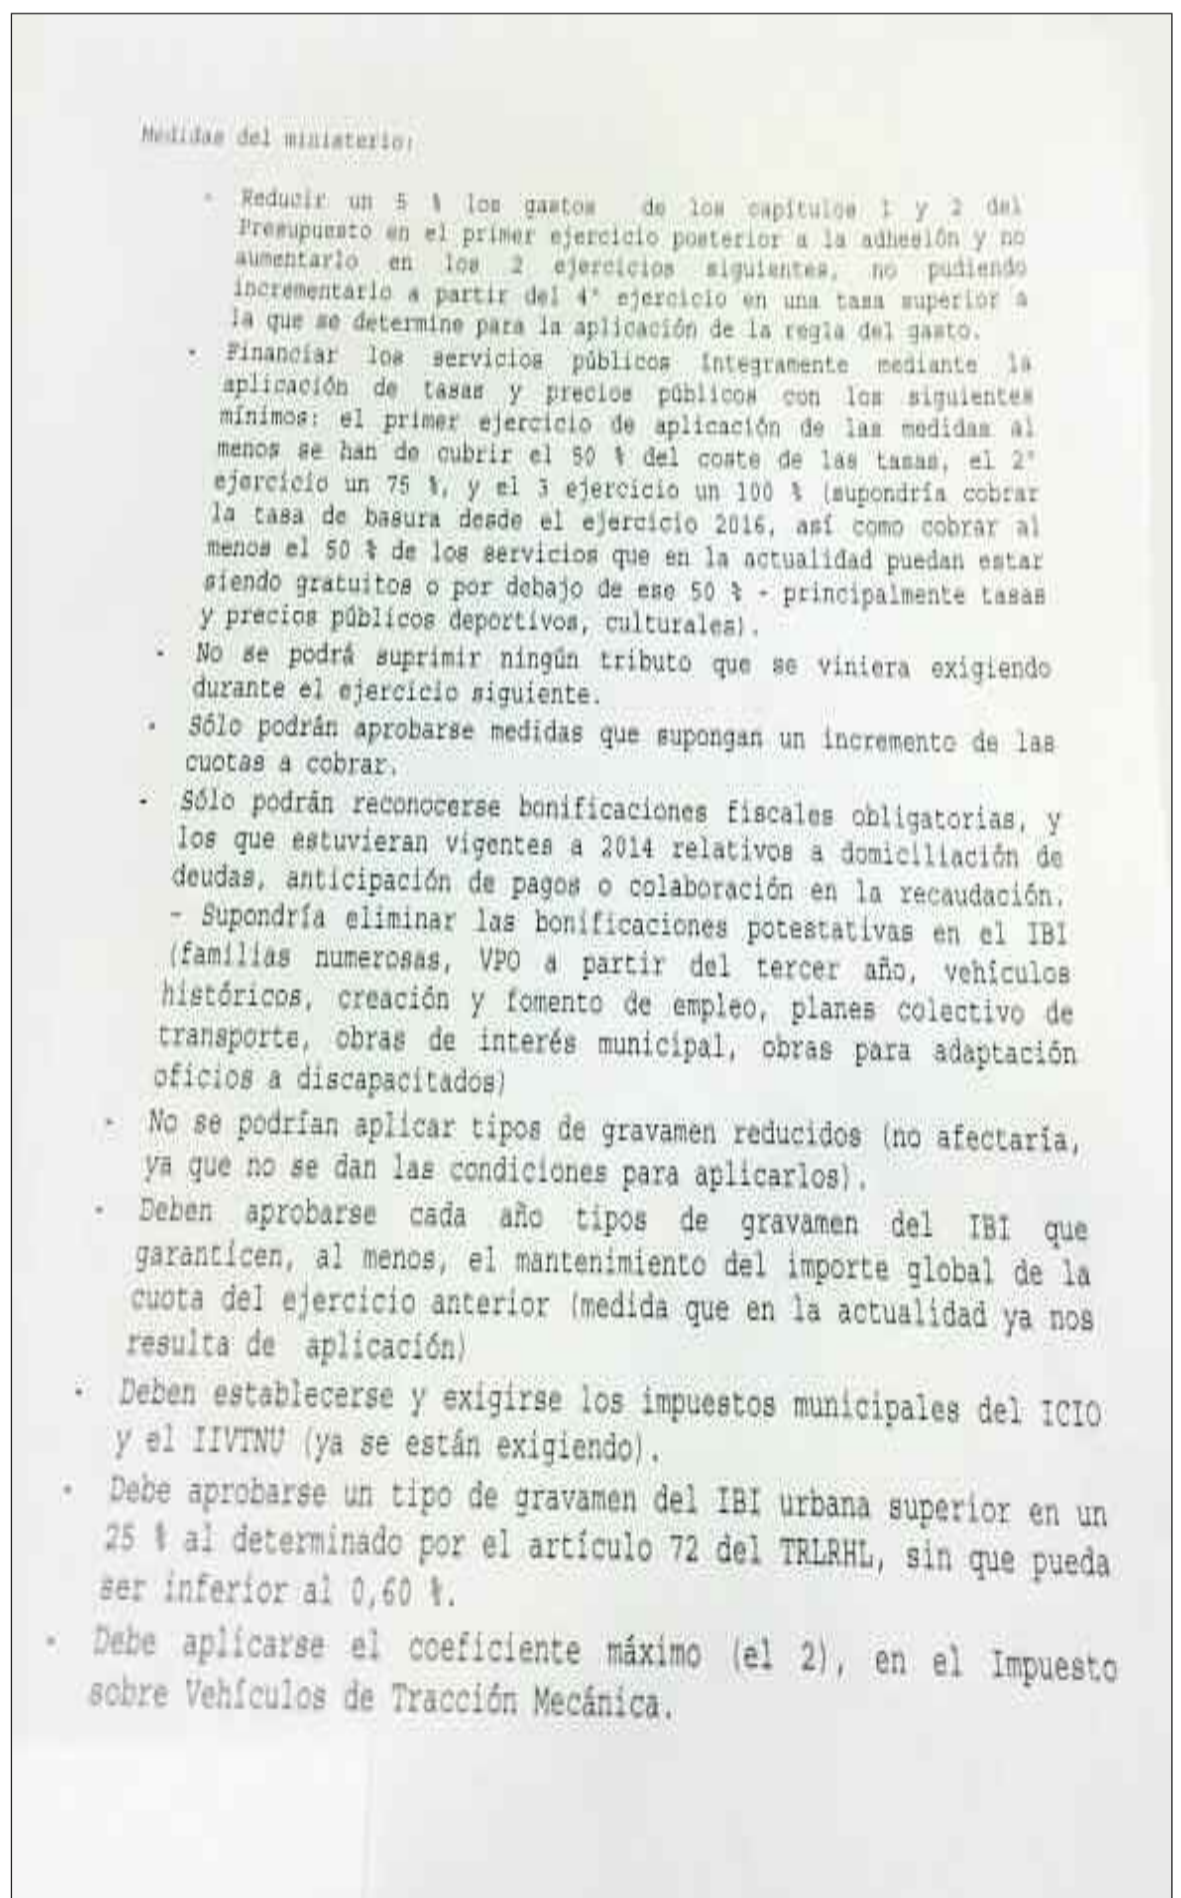 Medidas del ministerio:
- Reducir un 5 % los gastos de los capítulos 1 y 2 del
Presupuesto en el primer ejercicio posterior a la adhesión y no
aumentarlo en los 2 ejercicios siguientes, no pudiendo
incrementarlo a partir del 4º ejercicio en una tasa superior a
la que se determine para la aplicación de la regla del gasto.
- Financiar los servicios públicos íntegramente mediante la
aplicación de tasas y precios públicos con los siguientes
mínimos: el primer ejercicio de aplicación de las medidas al
menos se han de cubrir el 50 % del coste de las tasas, el 2º
ejercicio un 75 %, y el 3 ejercicio un 100 % (supondría cobrar
la tasa de basura desde el ejercicio 2016, así como cobrar al
menos el 50 % de los servicios que en la actualidad puedan estar
siendo gratuitos o por debajo de ese 50 % - principalmente tasas
y precios públicos deportivos, culturales).
- No se podrá suprimir ningún tributo que se viniera exigiendo
durante el ejercicio siguiente.
- Sólo podrán aprobarse medidas que supongan un incremento de las
cuotas a cobrar.
- Sólo podrán reconocerse bonificaciones fiscales obligatorias, y
los que estuvieran vigentes a 2014 relativos a domiciliación de
deudas, anticipación de pagos o colaboración en la recaudación.
- Supondría eliminar las bonificaciones potestativas en el IBI
(familias numerosas, VPO a partir del tercer año, vehículos
históricos, creación y fomento de empleo, planes colectivo de
transporte, obras de interés municipal, obras para adaptación
oficios a discapacitados)
- No se podrían aplicar tipos de gravamen reducidos (no afectaría,
ya que no se dan las condiciones para aplicarlos).
- Deben aprobarse cada año tipos de gravamen del IBI que
garanticen, al menos, el mantenimiento del importe global de la
cuota del ejercicio anterior (medida que en la actualidad ya nos
resulta de aplicación)
- Deben establecerse y exigirse los impuestos municipales del ICIO
y el IIVTNU (ya se están exigiendo).
- Debe aprobarse un tipo de gravamen del IBI urbana superior en un
25 % al determinado por el artículo 72 del TRLRHL, sin que pueda
ser inferior al 0,60 %.
- Debe aplicarse el coeficiente máximo (el 2), en el Impuesto
sobre Vehículos de Tracción Mecánica.